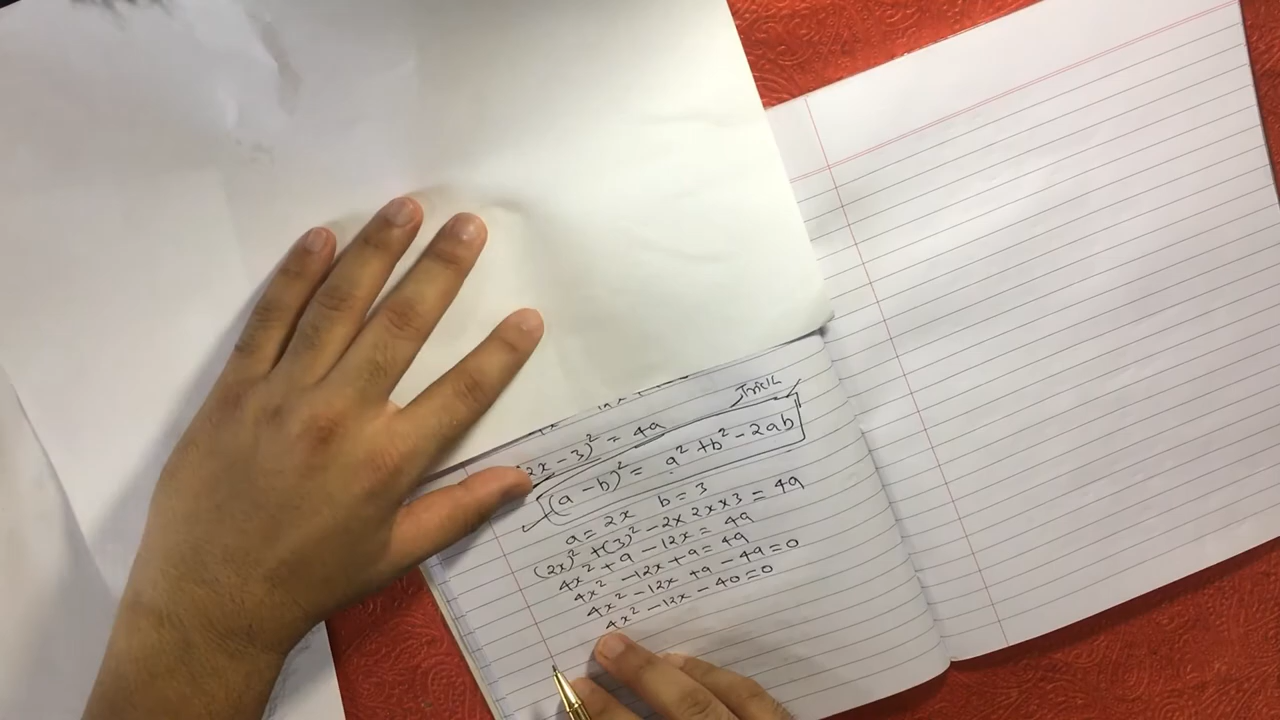 Trick
(2x - 3)² = 49
(a - b)² = a² + b² - 2ab
a = 2x b = 3
(2x)² + (3)² - 2 x 2x x 3 = 49
4x² + 9 - 12x = 49
4x² - 12x + 9 = 49
4x² - 12x + 9 - 49 = 0
4x² - 12x - 40 = 0